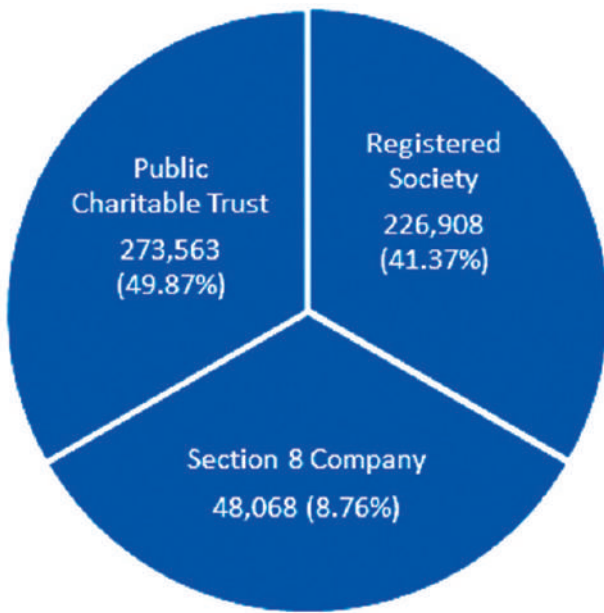 Public
Charitable Trust
273,563
(49.87%)
Registered
Society
226,908
(41.37%)
Section 8 Company
48,068 (8.76%)